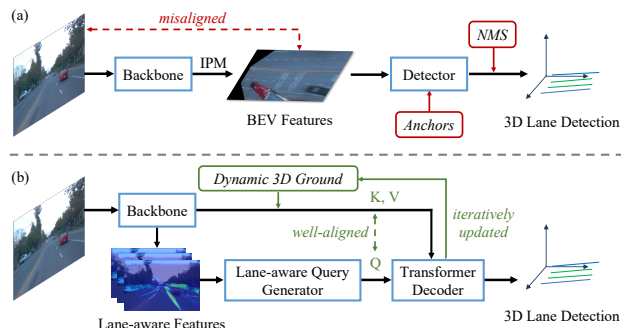 (a)
misaligned
NMS
Backbone
IPM
Detector
BEV Features
Anchors
3D Lane Detection
(b)
Dynamic 3D Ground
K, V
Backbone
well-aligned
iteratively
updated
Q
Lane-aware Query
Generator
Transformer
Decoder
Lane-aware Features
3D Lane Detection